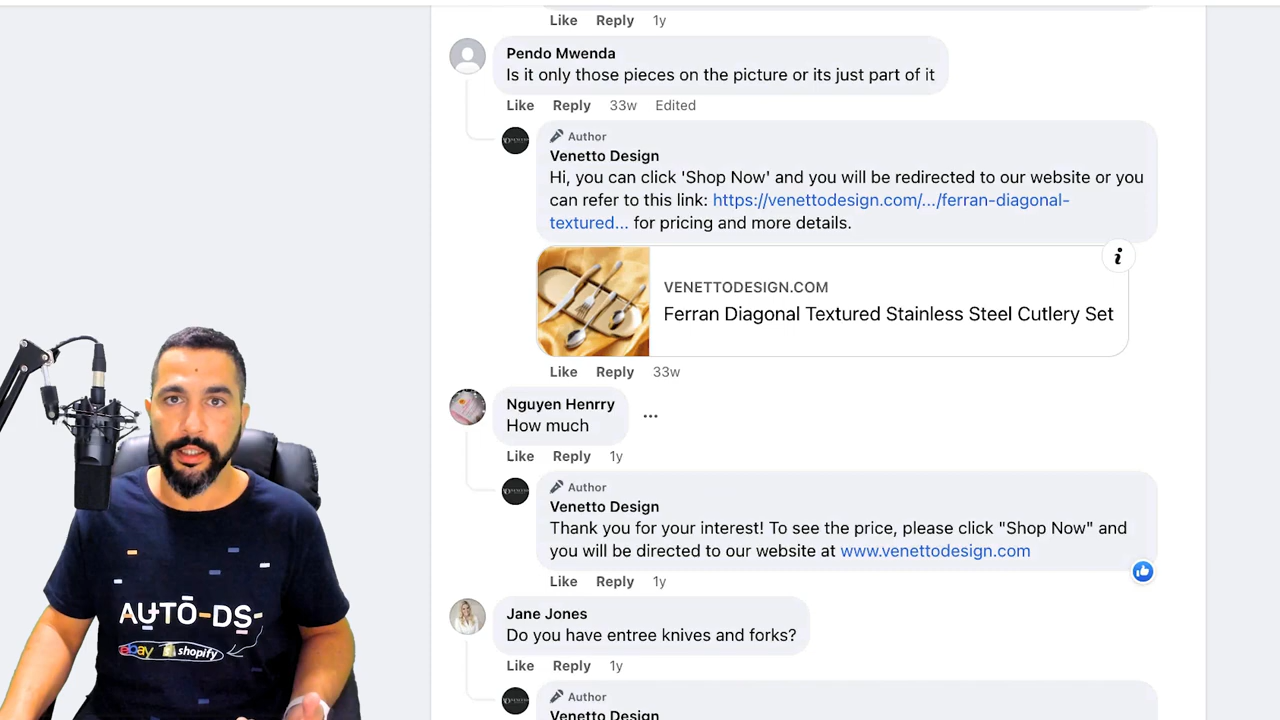 Like Reply 1y
Pendo Mwenda
Is it only those pieces on the picture or its just part of it
Like Reply 33w Edited
Author
Venetto Design
Hi, you can click 'Shop Now' and you will be redirected to our website or you
can refer to this link: https://venettodesign.com/.../ferran-diagonal-
textured... for pricing and more details.
VENETTODESIGN.COM
Ferran Diagonal Textured Stainless Steel Cutlery Set
Like Reply 33w
Nguyen Henrry
How much
Like Reply 1y
Author
Venetto Design
Thank you for your interest! To see the price, please click "Shop Now" and
you will be directed to our website at www.venettodesign.com
Like Reply 1y
Jane Jones
Do you have entree knives and forks?
Like Reply 1y
Author
Venetto Design
AUTO-DS
ebay shopify